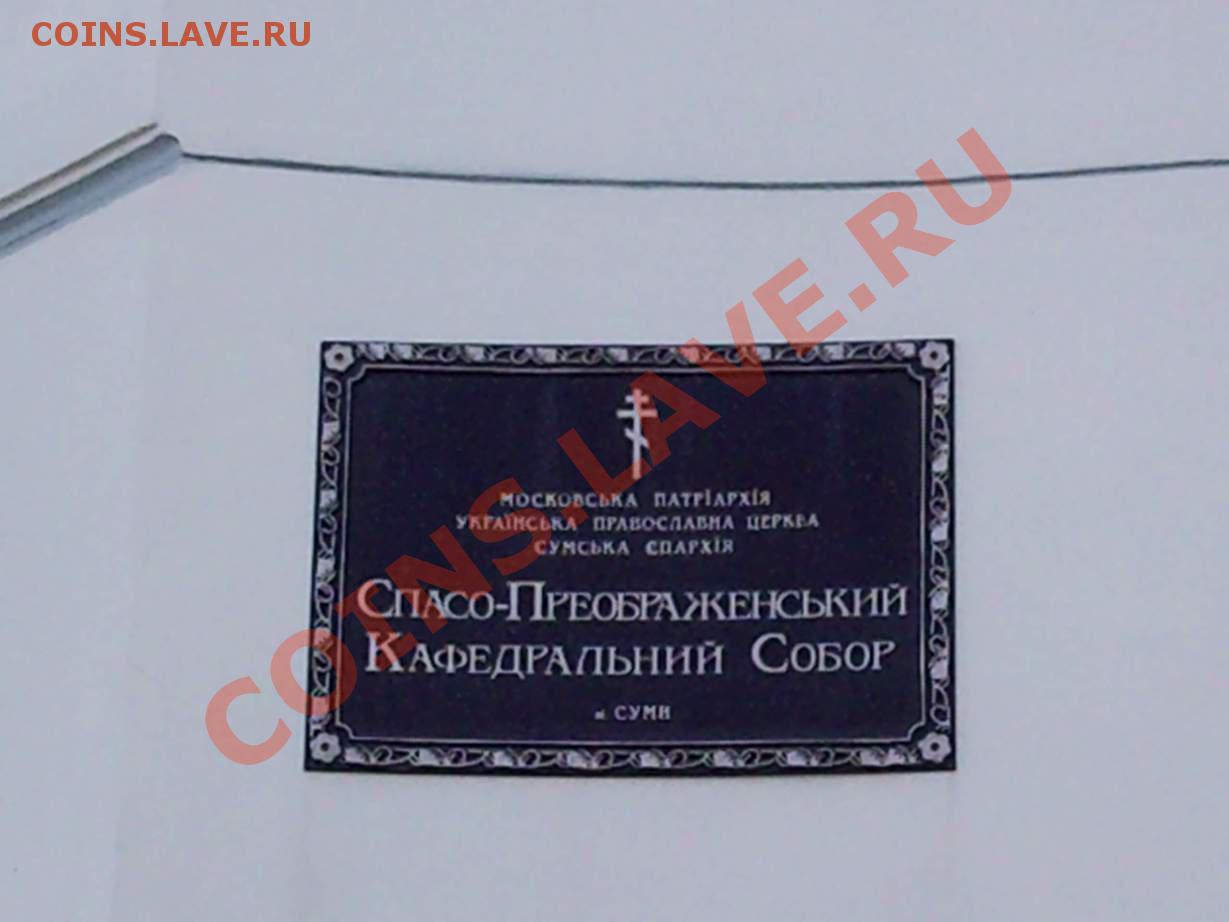 COINS.LAVE.RU
COINS.LAVE.RU
МОСКОВСЬКА ПАТРІАРХІЯ
УКРАЇНСЬКА ПРАВОСЛАВНА ЦЕРКВА
СУМСЬКА ЄПАРХІЯ
СПАСО-ПРЕОБРАЖЕНСЬКИЙ
КАФЕДРАЛЬНИЙ СОБОР
м СУМИ